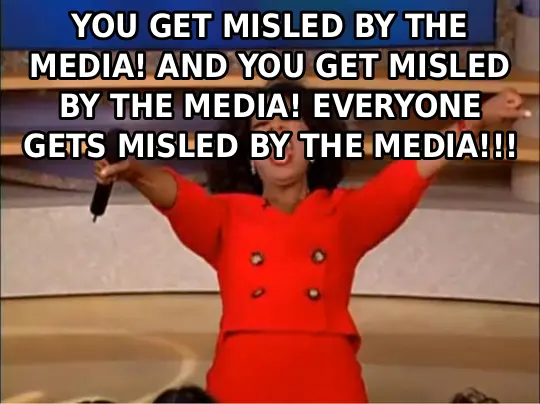 YOU GET MISLED BY THE
MEDIA! AND YOU GET MISLED
BY THE MEDIA! EVERYONE
GETS MISLED BY THE MEDIA!!!